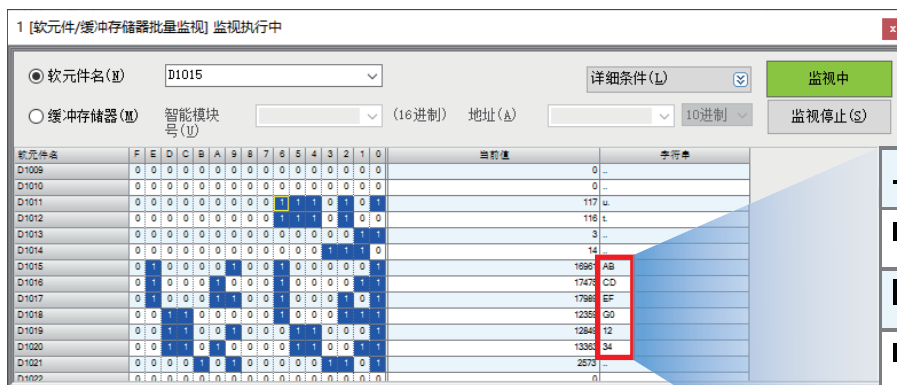 1 [软元件/缓冲存储器批量监视] 监视执行中
软元件名(N) D1015 详细条件(L) 监视中
缓冲存储器(M) 智能模块号(U) (16进制) 地址(A) 10进制 监视停止(S)
软元件名 F E D C B A 9 8 7 6 5 4 3 2 1 0 当前值 字符串
D1009 0 0 0 0 0 0 0 0 0 0 0 0 0 0 0 0 0 ..
D1010 0 0 0 0 0 0 0 0 0 0 0 0 0 0 0 0 0 ..
D1011 0 0 0 0 0 0 0 0 0 1 1 1 0 1 0 1 117 u.
D1012 0 0 0 0 0 0 0 0 0 1 1 1 0 1 0 0 116 t.
D1013 0 0 0 0 0 0 0 0 0 0 0 0 0 0 1 1 3 ..
D1014 0 0 0 0 0 0 0 0 0 0 0 0 1 1 1 0 14 ..
D1015 0 1 0 0 0 0 1 0 0 1 0 0 0 0 0 1 16961 AB
D1016 0 1 0 0 0 1 0 0 0 1 0 0 0 0 1 1 17475 CD
D1017 0 1 0 0 0 1 1 0 0 1 0 0 0 1 0 1 17989 EF
D1018 0 0 1 1 0 0 0 0 0 1 0 0 0 1 1 1 12359 G0
D1019 0 0 1 1 0 0 1 0 0 0 1 1 0 0 0 1 12849 12
D1020 0 0 1 1 0 1 0 0 0 0 1 1 0 0 1 1 13363 34
D1021 0 0 0 0 1 0 1 0 0 0 0 0 1 1 0 1 2573 ..
D1022 0 0 0 0 0 0 0 0 0 0 0 0 0 0 0 0 0